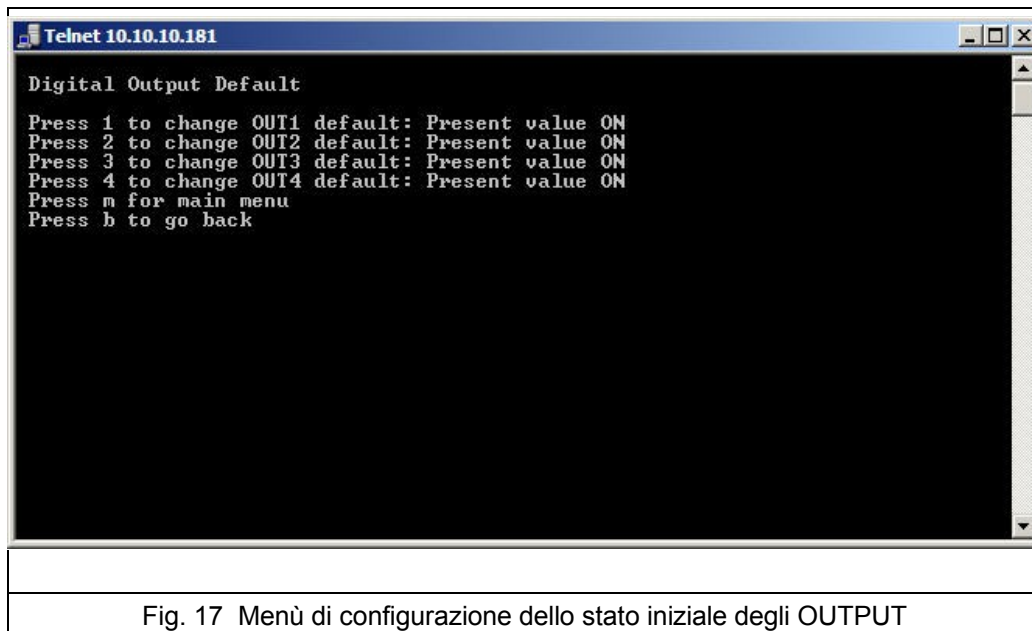 Telnet 10.10.10.181
Digital Output Default
Press 1 to change OUT1 default: Present value ON
Press 2 to change OUT2 default: Present value ON
Press 3 to change OUT3 default: Present value ON
Press 4 to change OUT4 default: Present value ON
Press m for main menu
Press b to go back
Fig. 17 Menù di configurazione dello stato iniziale degli OUTPUT